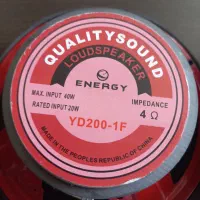 QUALITYSOUND
LOUDSPEAKER
ENERGY
MAX. INPUT 40W
RATED INPUT 20W
IMPEDANCE
4 Ω
YD200-1F
MADE IN THE PEOPLES REPUBLIC OF CHINA